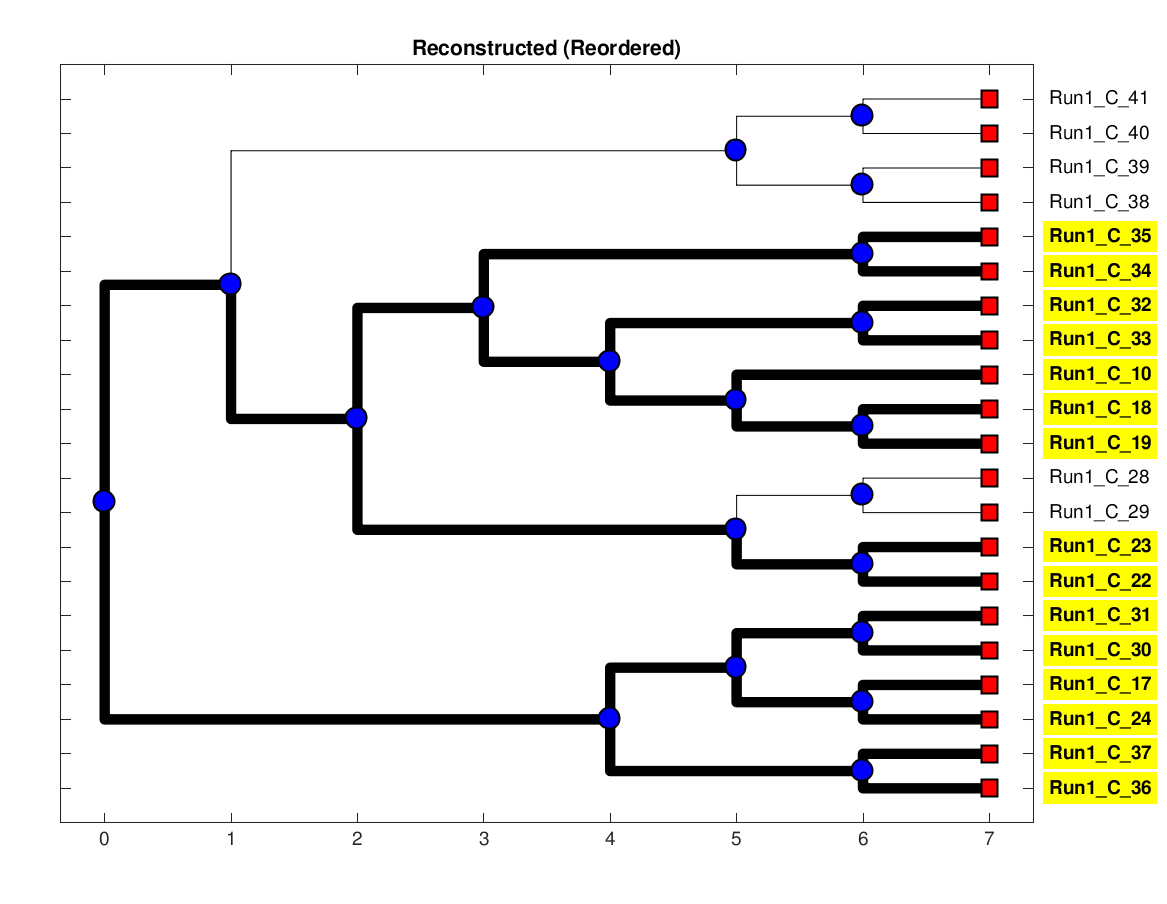 Reconstructed (Reordered)
Run1_C_41
Run1_C_40
Run1_C_39
Run1_C_38
Run1_C_35
Run1_C_34
Run1_C_32
Run1_C_33
Run1_C_10
Run1_C_18
Run1_C_19
Run1_C_28
Run1_C_29
Run1_C_23
Run1_C_22
Run1_C_31
Run1_C_30
Run1_C_17
Run1_C_24
Run1_C_37
Run1_C_36
0 1 2 3 4 5 6 7